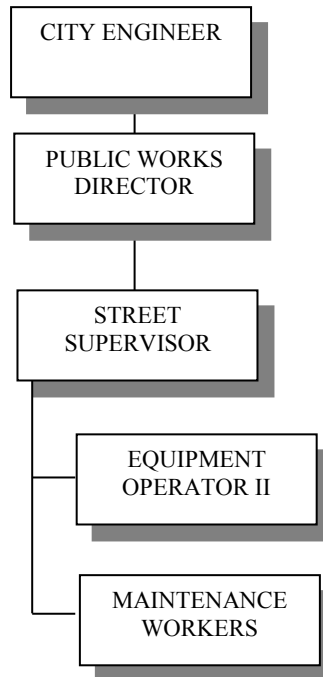 CITY ENGINEER
PUBLIC WORKS
DIRECTOR
STREET
SUPERVISOR
EQUIPMENT
OPERATOR II
MAINTENANCE
WORKERS